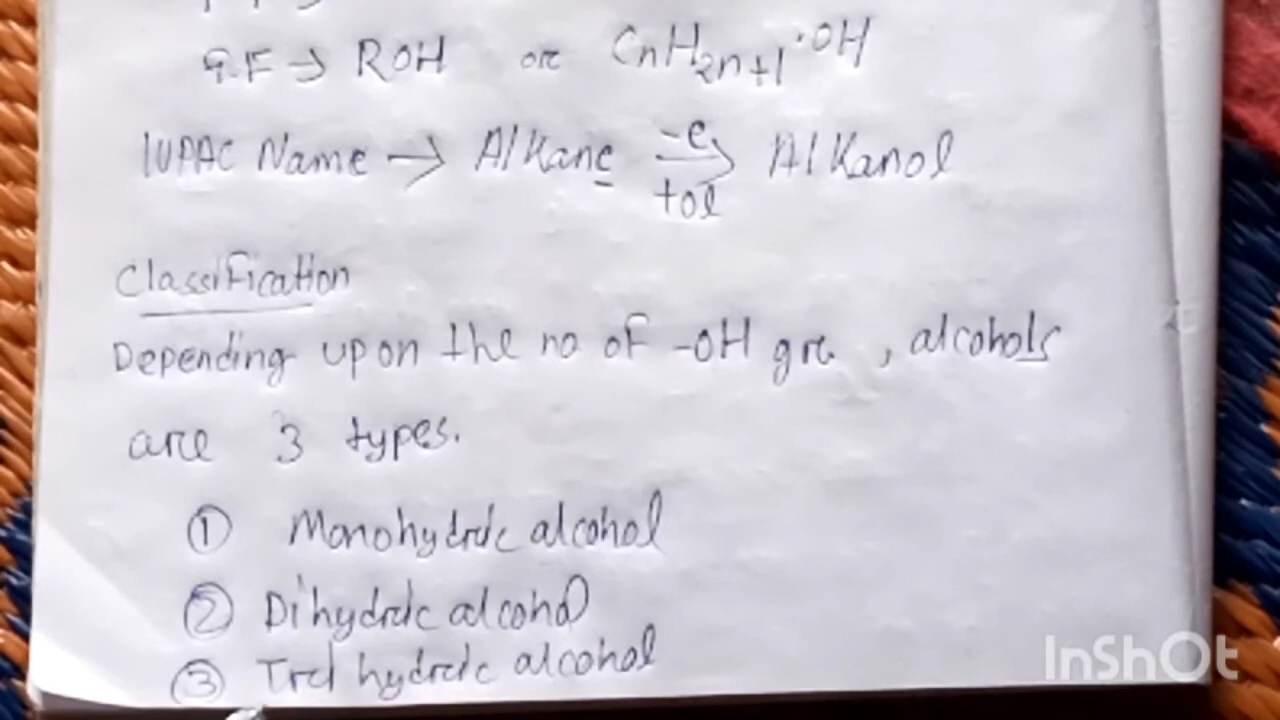 G.F → ROH or CnH2n+1·OH
IUPAC Name → Alkane -e → +ol Alkanol
Classification
Depending upon the no of -OH gre , alcohols
are 3 types.
① Monohydric alcohol
② Dihydric alcohol
③ Tri hydric alcohol
InShOt